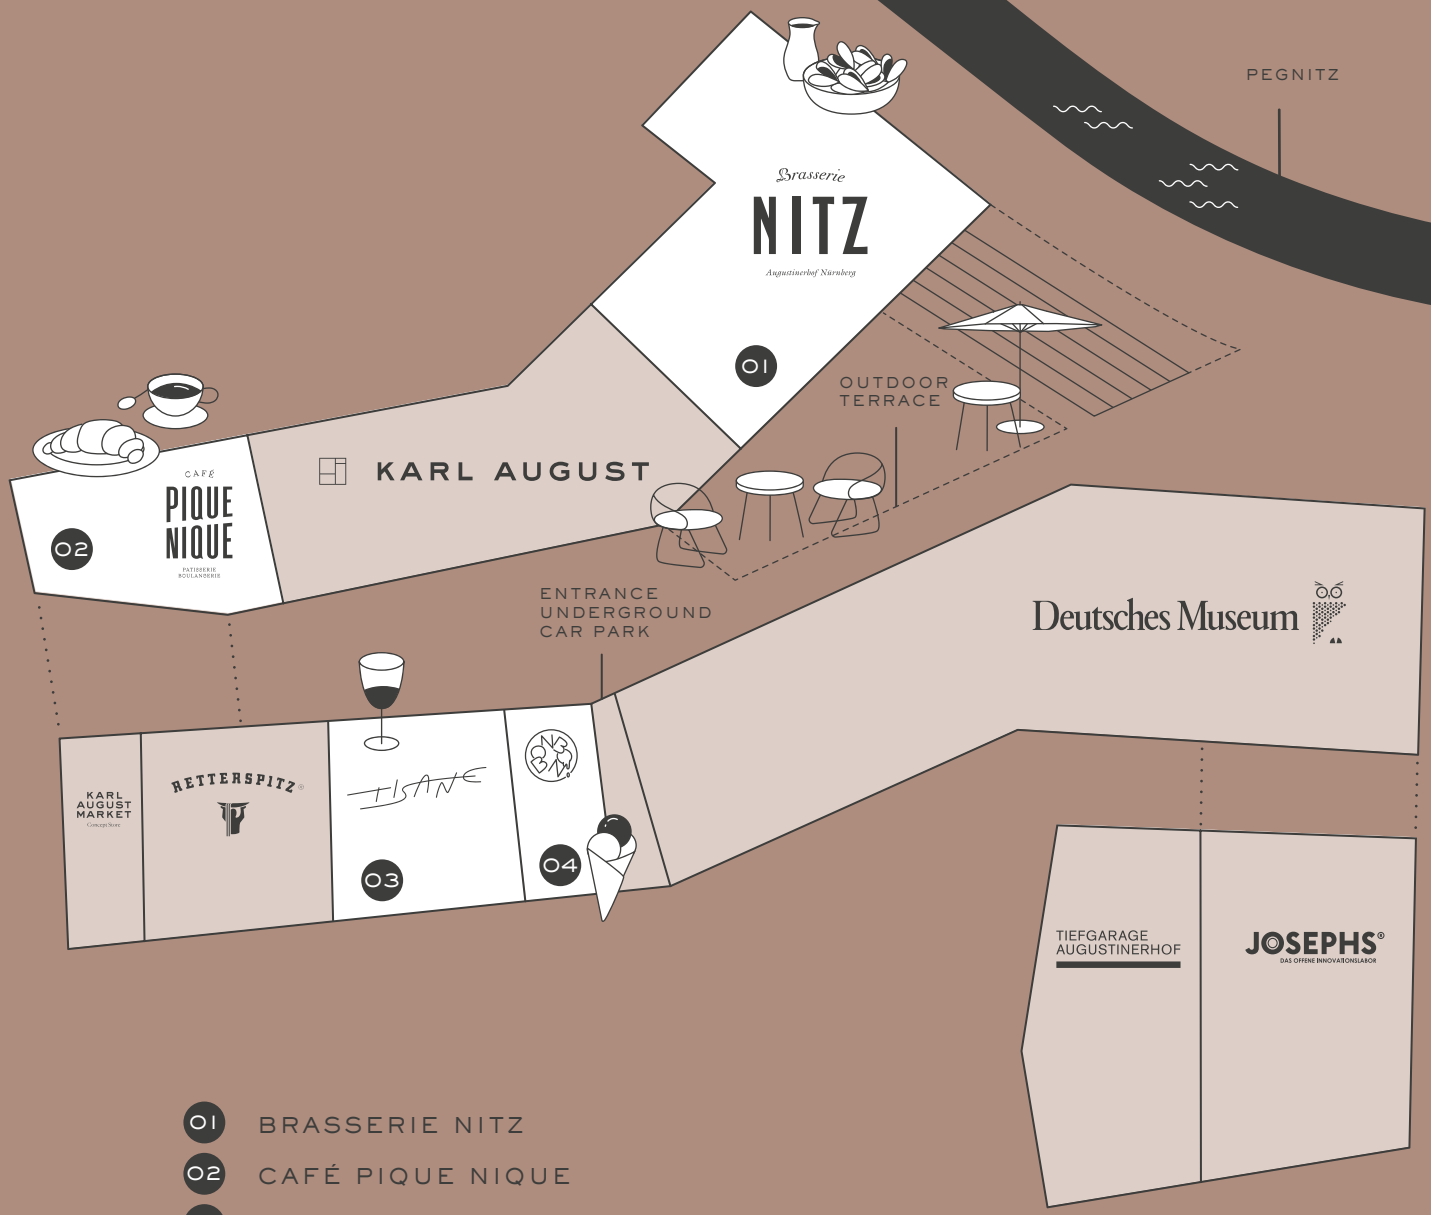 PEGNITZ
Brasserie
NITZ
Augustinerhof Nürnberg
01
OUTDOOR
TERRACE
KARL AUGUST
CAFÉ
PIQUE
NIQUE
PATISSERIE
BOULANGERIE
02
ENTRANCE
UNDERGROUND
CAR PARK
Deutsches Museum
KARL
AUGUST
MARKET
Concept Store
RETTERSPITZ®
TISANE
03
04
TIEFGARAGE
AUGUSTINERHOF
JOSEPHS®
DAS OFFENE INNOVATIONSLABOR
01 BRASSERIE NITZ
02 CAFÉ PIQUE NIQUE